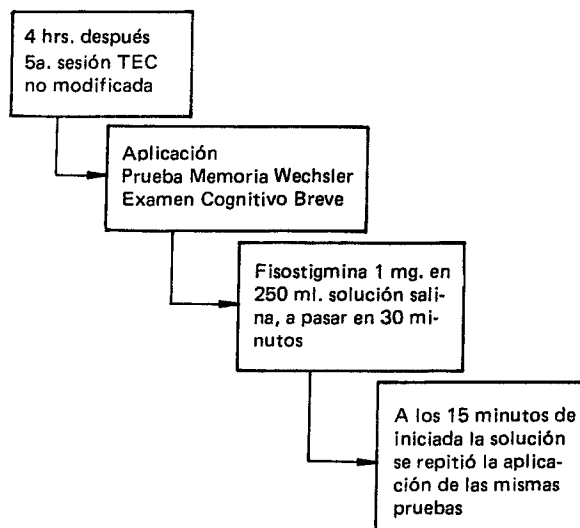 4 hrs. después
5a. sesión TEC
no modificada
Aplicación
Prueba Memoria Wechsler
Examen Cognitivo Breve
Fisostigmina 1 mg. en
250 ml. solución sali-
na, a pasar en 30 mi-
nutos
A los 15 minutos de
iniciada la solución
se repitió la aplica-
ción de las mismas
pruebas